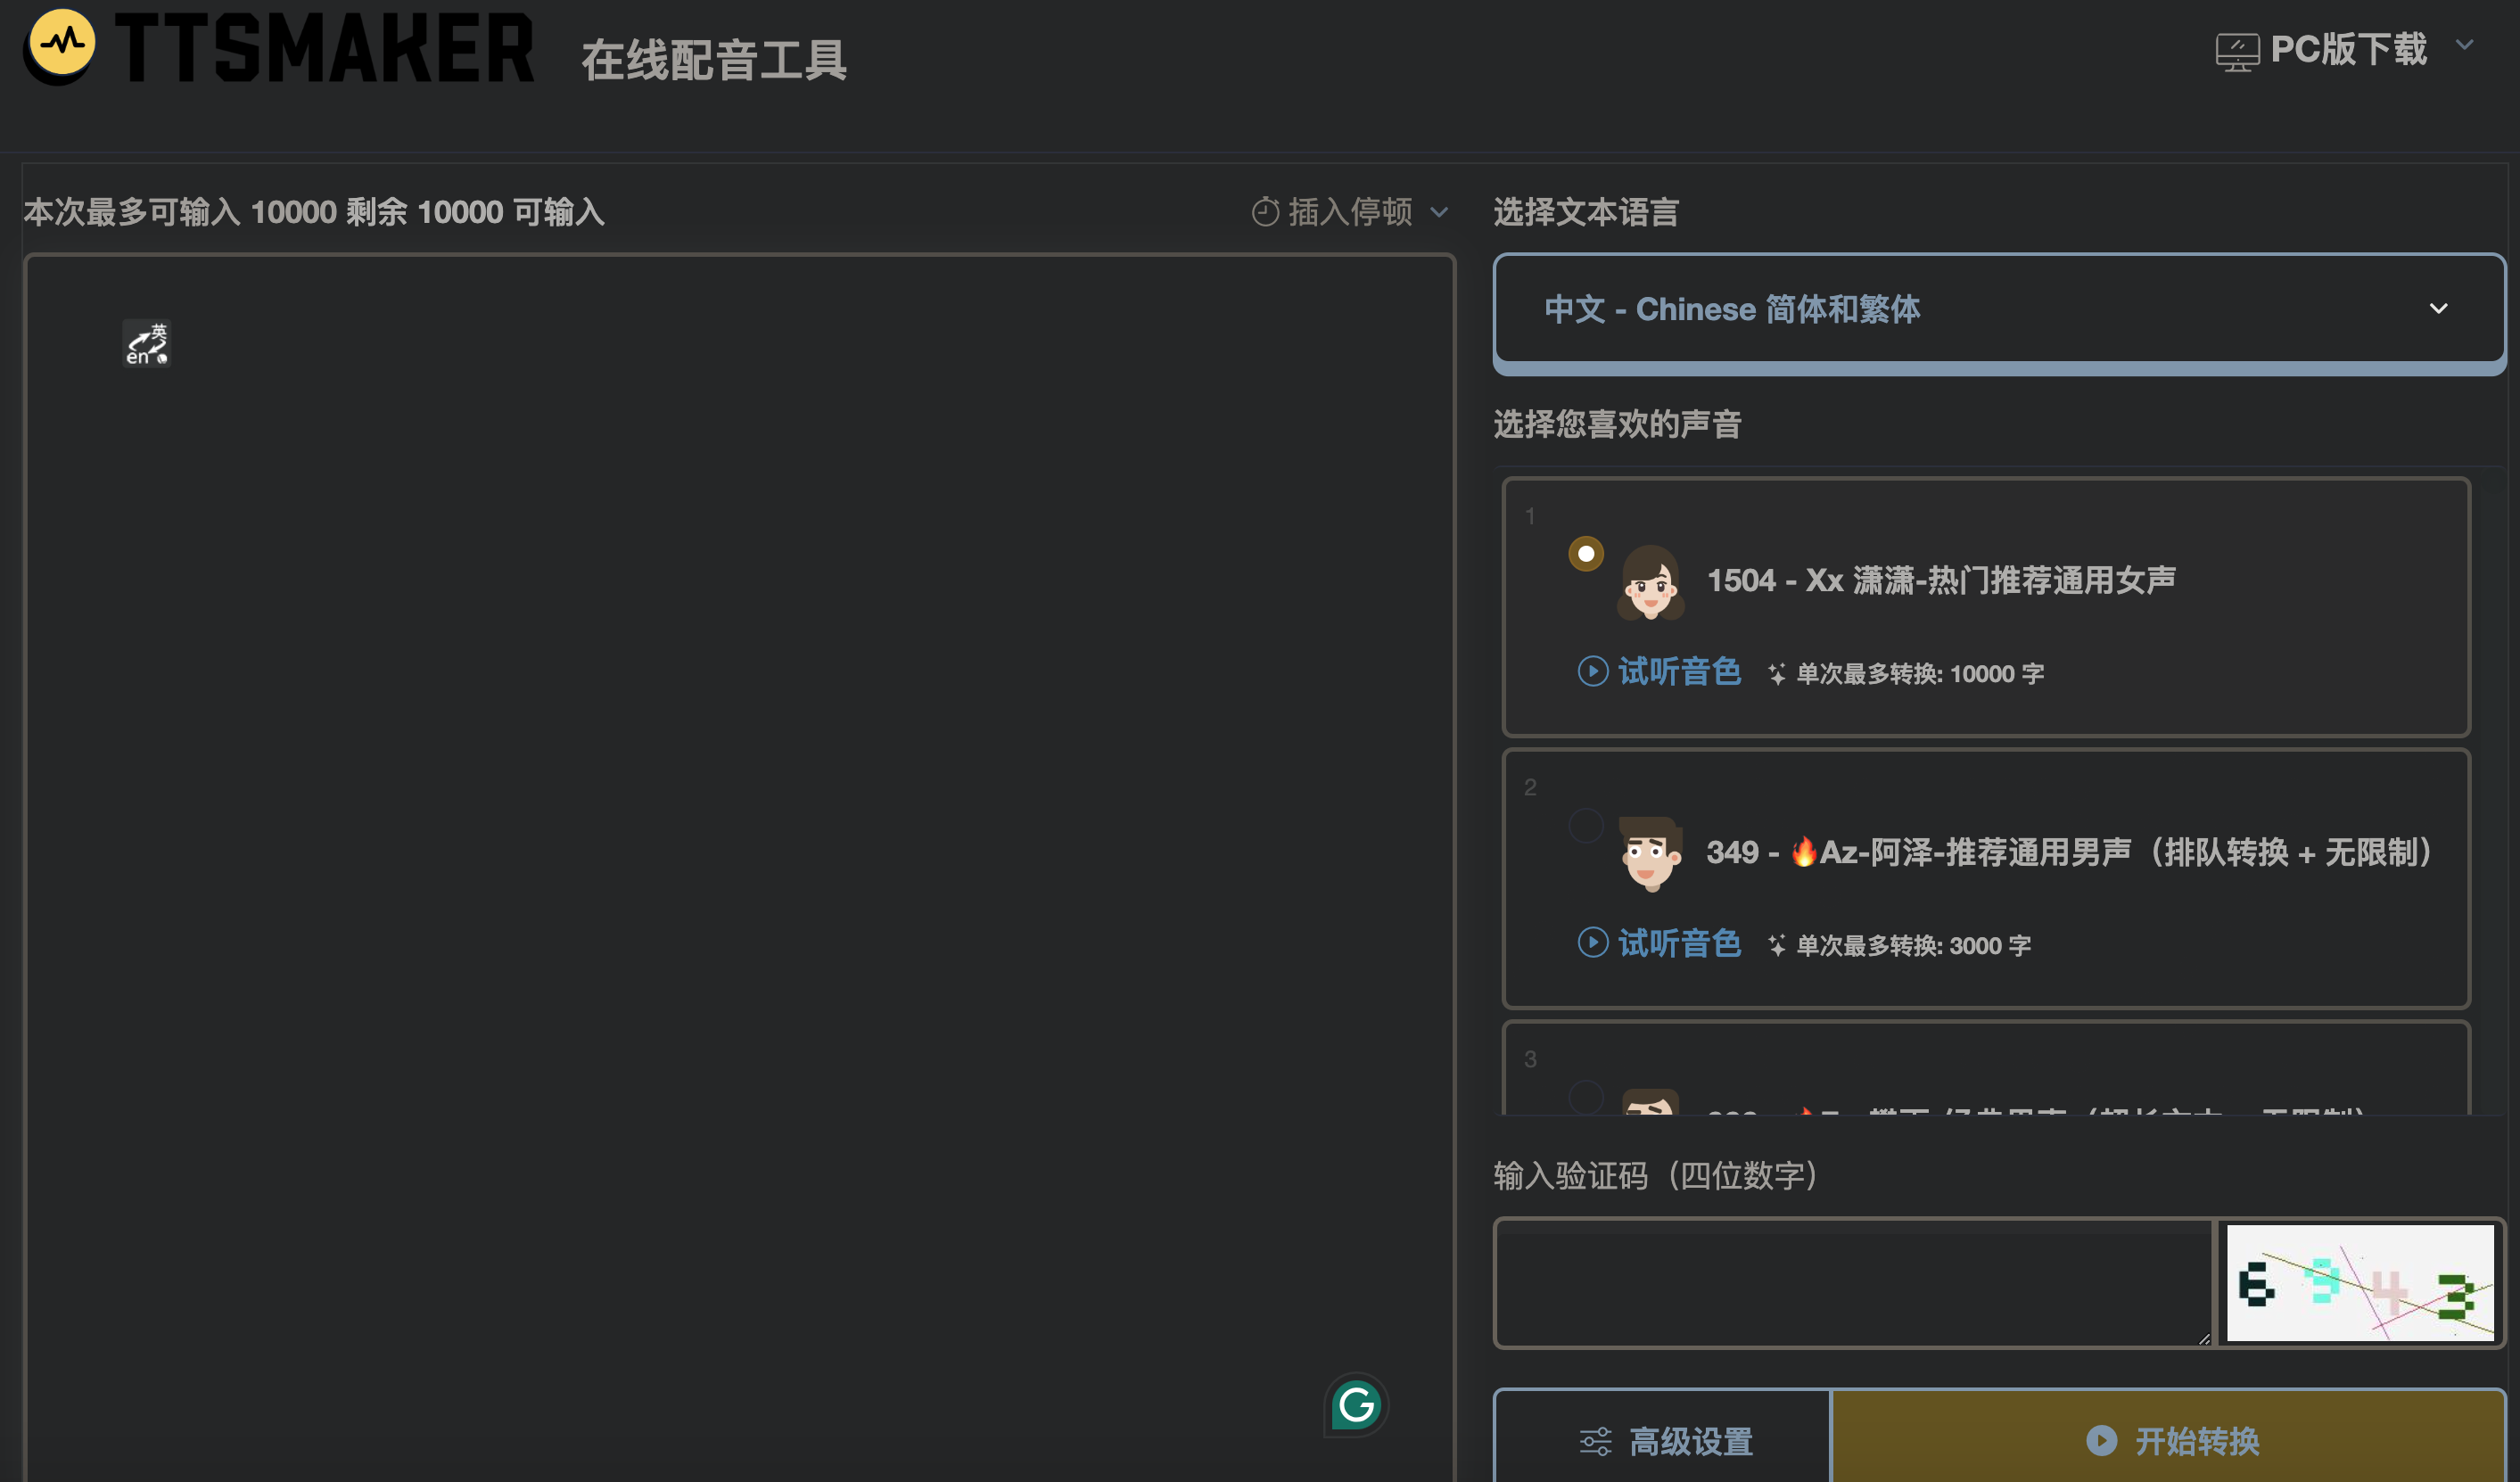 TTSMAKER 在线配音工具
PC版下载
本次最多可输入 10000 剩余 10000 可输入
插入停顿
英
en
选择文本语言
中文 - Chinese 简体和繁体
选择您喜欢的声音
1
1504 - Xx 潇潇-热门推荐通用女声
试听音色 单次最多转换: 10000 字
2
349 - 🔥Az-阿泽-推荐通用男声（排队转换 + 无限制）
试听音色 单次最多转换: 3000 字
3
输入验证码（四位数字）
6 9 4 3
高级设置
开始转换